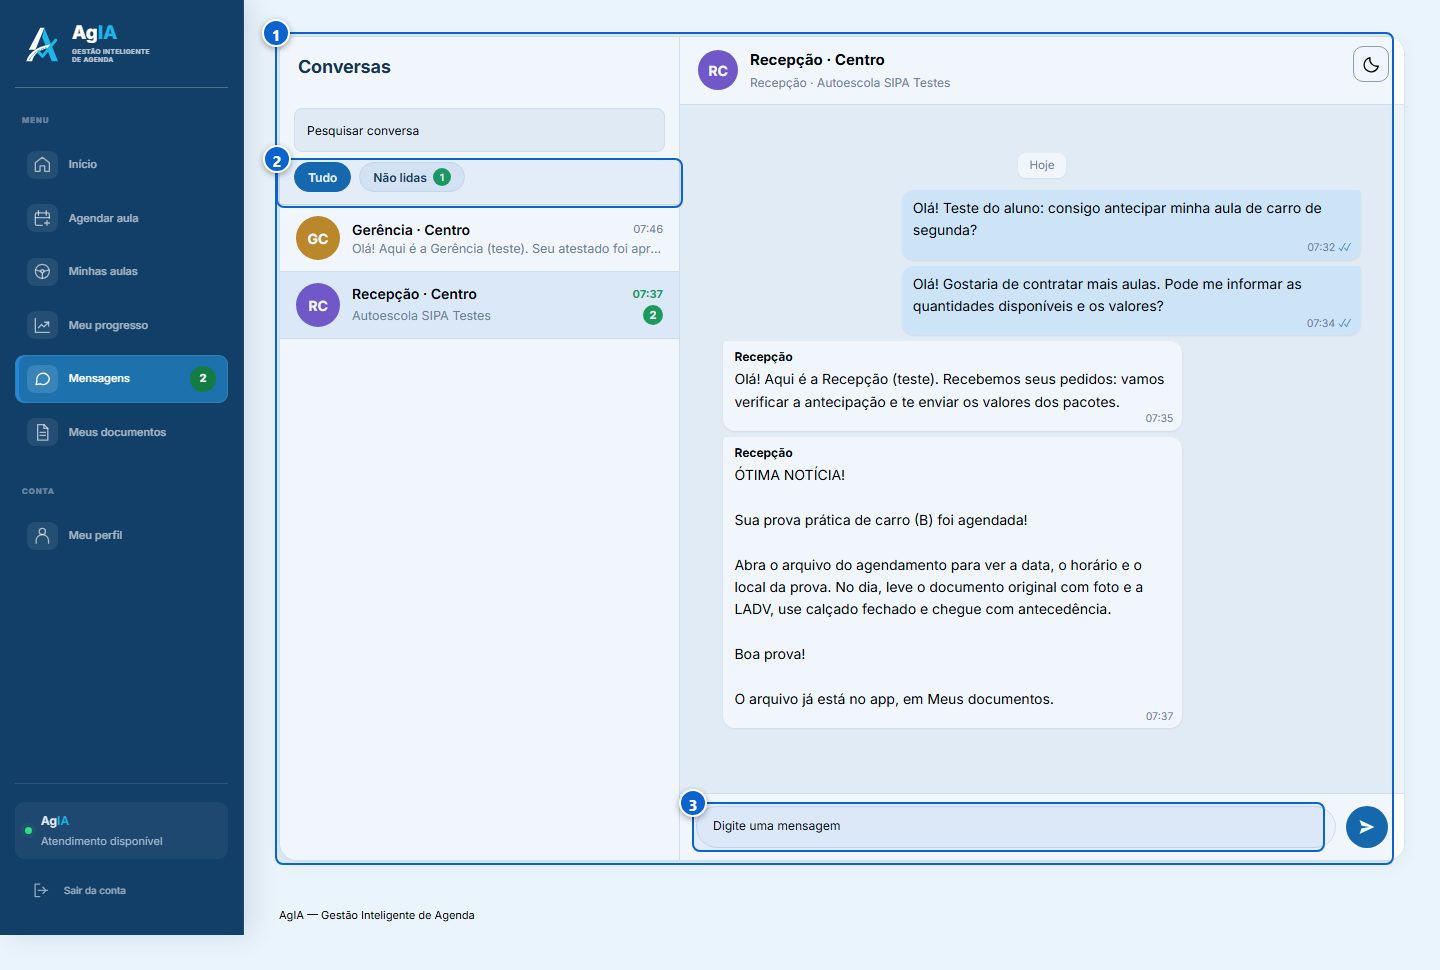 AgIA
GESTÃO INTELIGENTE
DE AGENDA
MENU
Início
Agendar aula
Minhas aulas
Meu progresso
Mensagens 2
Meus documentos
CONTA
Meu perfil
AgIA
Atendimento disponível
Sair da conta
1
Conversas
Pesquisar conversa
2
Tudo
Não lidas 1
GC
Gerência · Centro 07:46
Olá! Aqui é a Gerência (teste). Seu atestado foi apr...
RC
Recepção · Centro 07:37
Autoescola SIPA Testes 2
RC
Recepção · Centro
Recepção · Autoescola SIPA Testes
Hoje
Olá! Teste do aluno: consigo antecipar minha aula de carro de
segunda?
07:32
Olá! Gostaria de contratar mais aulas. Pode me informar as
quantidades disponíveis e os valores?
07:34
Recepção
Olá! Aqui é a Recepção (teste). Recebemos seus pedidos: vamos
verificar a antecipação e te enviar os valores dos pacotes.
07:35
Recepção
ÓTIMA NOTÍCIA!
Sua prova prática de carro (B) foi agendada!
Abra o arquivo do agendamento para ver a data, o horário e o
local da prova. No dia, leve o documento original com foto e a
LADV, use calçado fechado e chegue com antecedência.
Boa prova!
O arquivo já está no app, em Meus documentos.
07:37
3
Digite uma mensagem
AgIA — Gestão Inteligente de Agenda